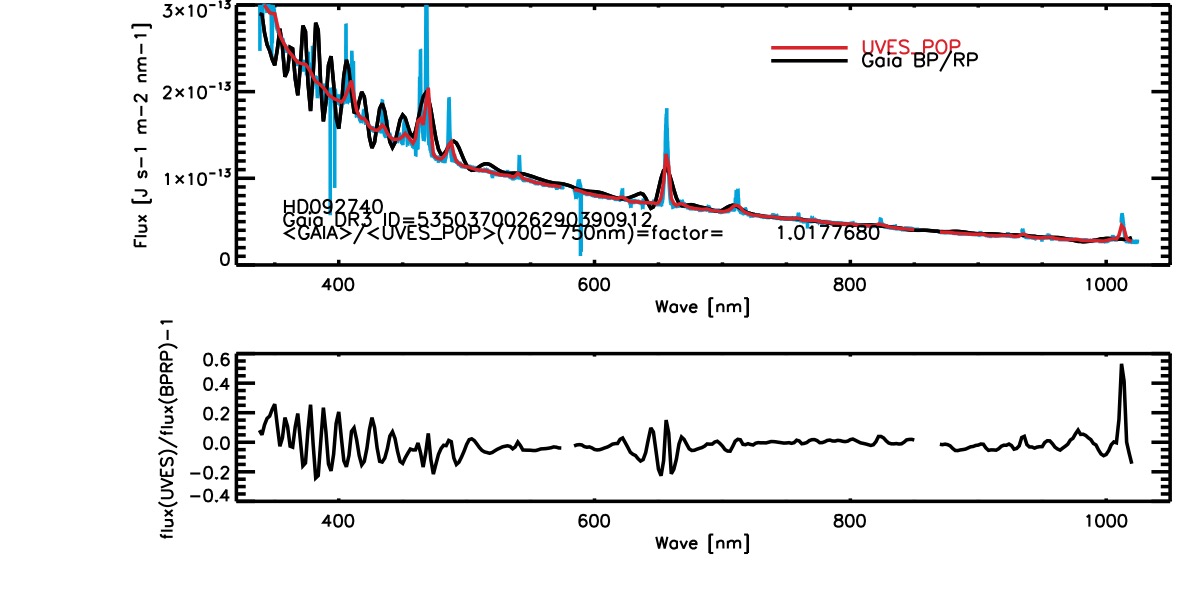 3×10⁻¹³
2×10⁻¹³
1×10⁻¹³
0
Flux [J s-1 m-2 nm-1]
UVES_POP
Gaia BP/RP
HD092740
Gaia DR3 ID=5350370026290390912
<GAIA>/<UVES_POP>(700-750nm)=factor= 1.0177680
400 600 800 1000
Wave [nm]
0.6
0.4
0.2
0.0
-0.2
-0.4
flux(UVES)/flux(BPRP)-1
400 600 800 1000
Wave [nm]